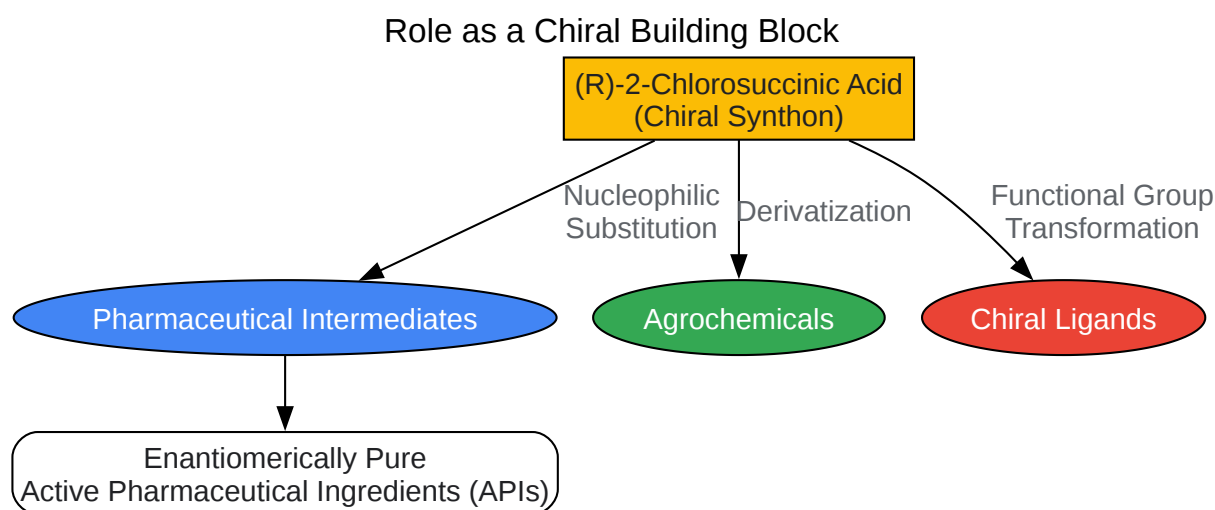 Role as a Chiral Building Block
(R)-2-Chlorosuccinic Acid
(Chiral Synthon)
Nucleophilic
Substitution
Derivatization
Functional Group
Transformation
Pharmaceutical Intermediates
Agrochemicals
Chiral Ligands
Enantiomerically Pure
Active Pharmaceutical Ingredients (APIs)